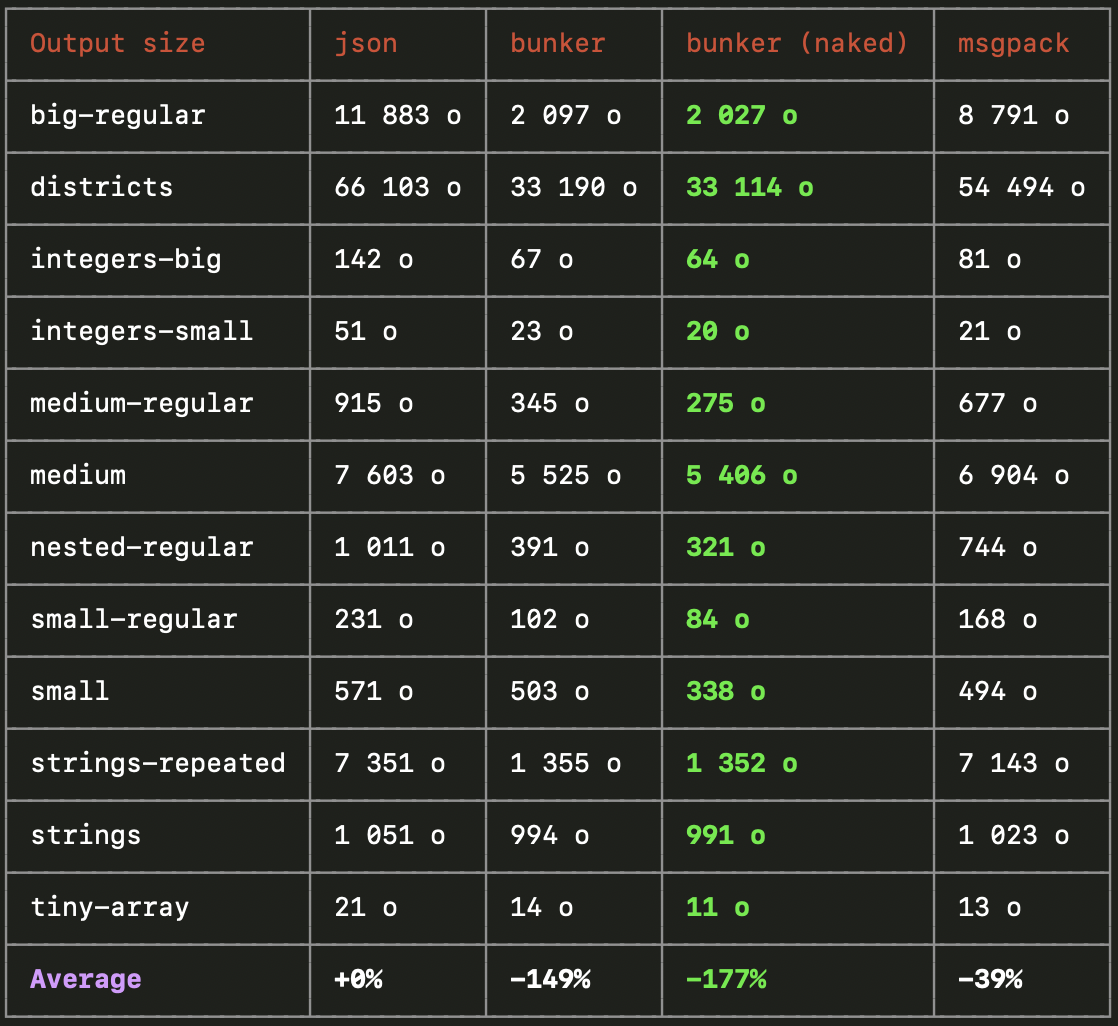 Output size json bunker bunker (naked) msgpack
big-regular 11 883 o 2 097 o 2 027 o 8 791 o
districts 66 103 o 33 190 o 33 114 o 54 494 o
integers-big 142 o 67 o 64 o 81 o
integers-small 51 o 23 o 20 o 21 o
medium-regular 915 o 345 o 275 o 677 o
medium 7 603 o 5 525 o 5 406 o 6 904 o
nested-regular 1 011 o 391 o 321 o 744 o
small-regular 231 o 102 o 84 o 168 o
small 571 o 503 o 338 o 494 o
strings-repeated 7 351 o 1 355 o 1 352 o 7 143 o
strings 1 051 o 994 o 991 o 1 023 o
tiny-array 21 o 14 o 11 o 13 o
Average +0% -149% -177% -39%